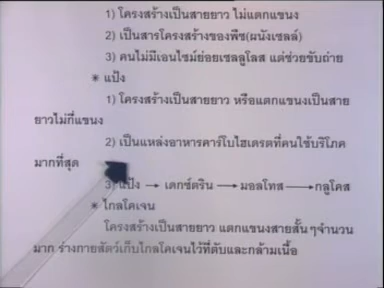 1) โครงสร้างเป็นสายยาว ไม่แตกแขนง
2) เป็นสารโครงสร้างของพืช(ผนังเซลล์)
3) คนไม่มีเอนไซม์ย่อยเซลลูโลส แต่ช่วยขับถ่าย
* แป้ง
1) โครงสร้างเป็นสายยาว หรือแตกแขนงเป็นสาย
ยาวไม่กี่แขนง
2) เป็นแหล่งอาหารคาร์โบไฮเดรตที่คนใช้บริโภค
มากที่สุด
3) แป้ง → เดกซ์ตริน → มอลโทส → กลูโคส
* ไกลโคเจน
โครงสร้างเป็นสายยาว แตกแขนงสายสั้น ๆจำนวน
มาก ร่างกายสัตว์เก็บไกลโคเจนไว้ที่ตับและกล้ามเนื้อ